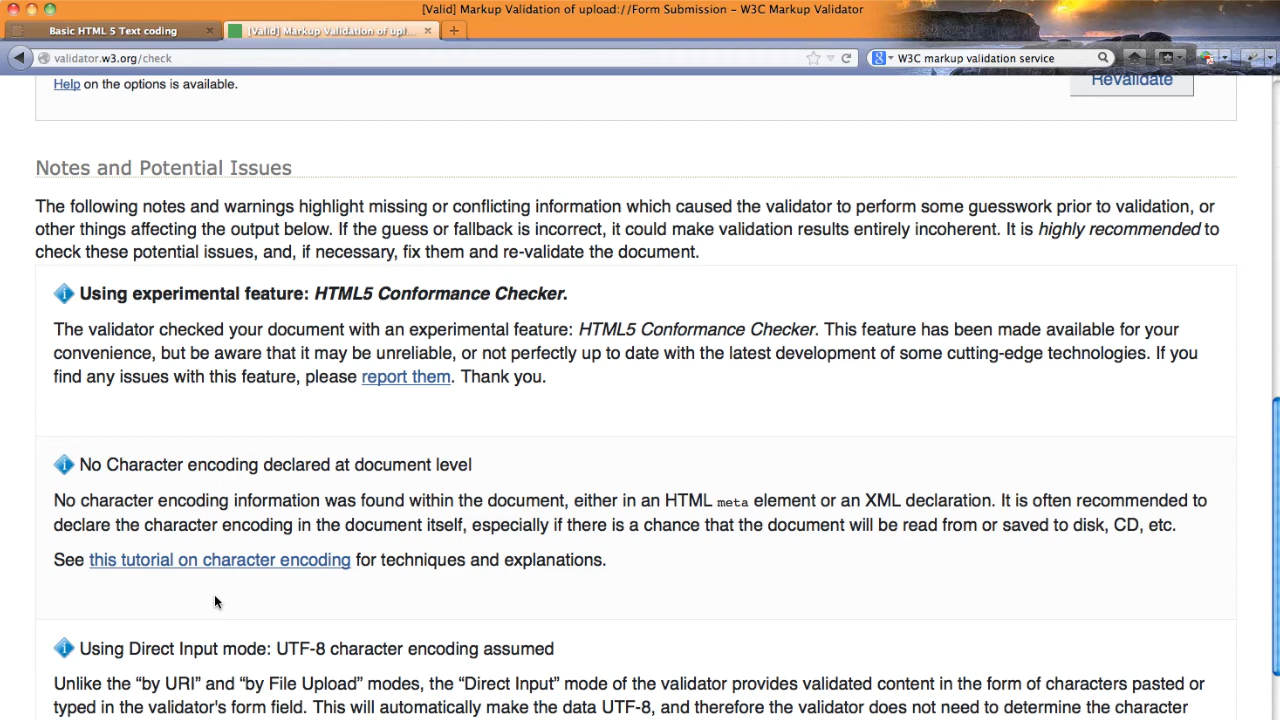 [Valid] Markup Validation of upload://Form Submission – W3C Markup Validator
Basic HTML 5 Text coding
[Valid] Markup Validation of upl...
validator.w3.org/check
W3C markup validation service
Help on the options is available.
Revalidate
Notes and Potential Issues
The following notes and warnings highlight missing or conflicting information which caused the validator to perform some guesswork prior to validation, or
other things affecting the output below. If the guess or fallback is incorrect, it could make validation results entirely incoherent. It is highly recommended to
check these potential issues, and, if necessary, fix them and re-validate the document.
Using experimental feature: HTML5 Conformance Checker.
The validator checked your document with an experimental feature: HTML5 Conformance Checker. This feature has been made available for your
convenience, but be aware that it may be unreliable, or not perfectly up to date with the latest development of some cutting-edge technologies. If you
find any issues with this feature, please report them. Thank you.
No Character encoding declared at document level
No character encoding information was found within the document, either in an HTML meta element or an XML declaration. It is often recommended to
declare the character encoding in the document itself, especially if there is a chance that the document will be read from or saved to disk, CD, etc.
See this tutorial on character encoding for techniques and explanations.
Using Direct Input mode: UTF-8 character encoding assumed
Unlike the “by URI” and “by File Upload” modes, the “Direct Input” mode of the validator provides validated content in the form of characters pasted or
typed in the validator's form field. This will automatically make the data UTF-8, and therefore the validator does not need to determine the character